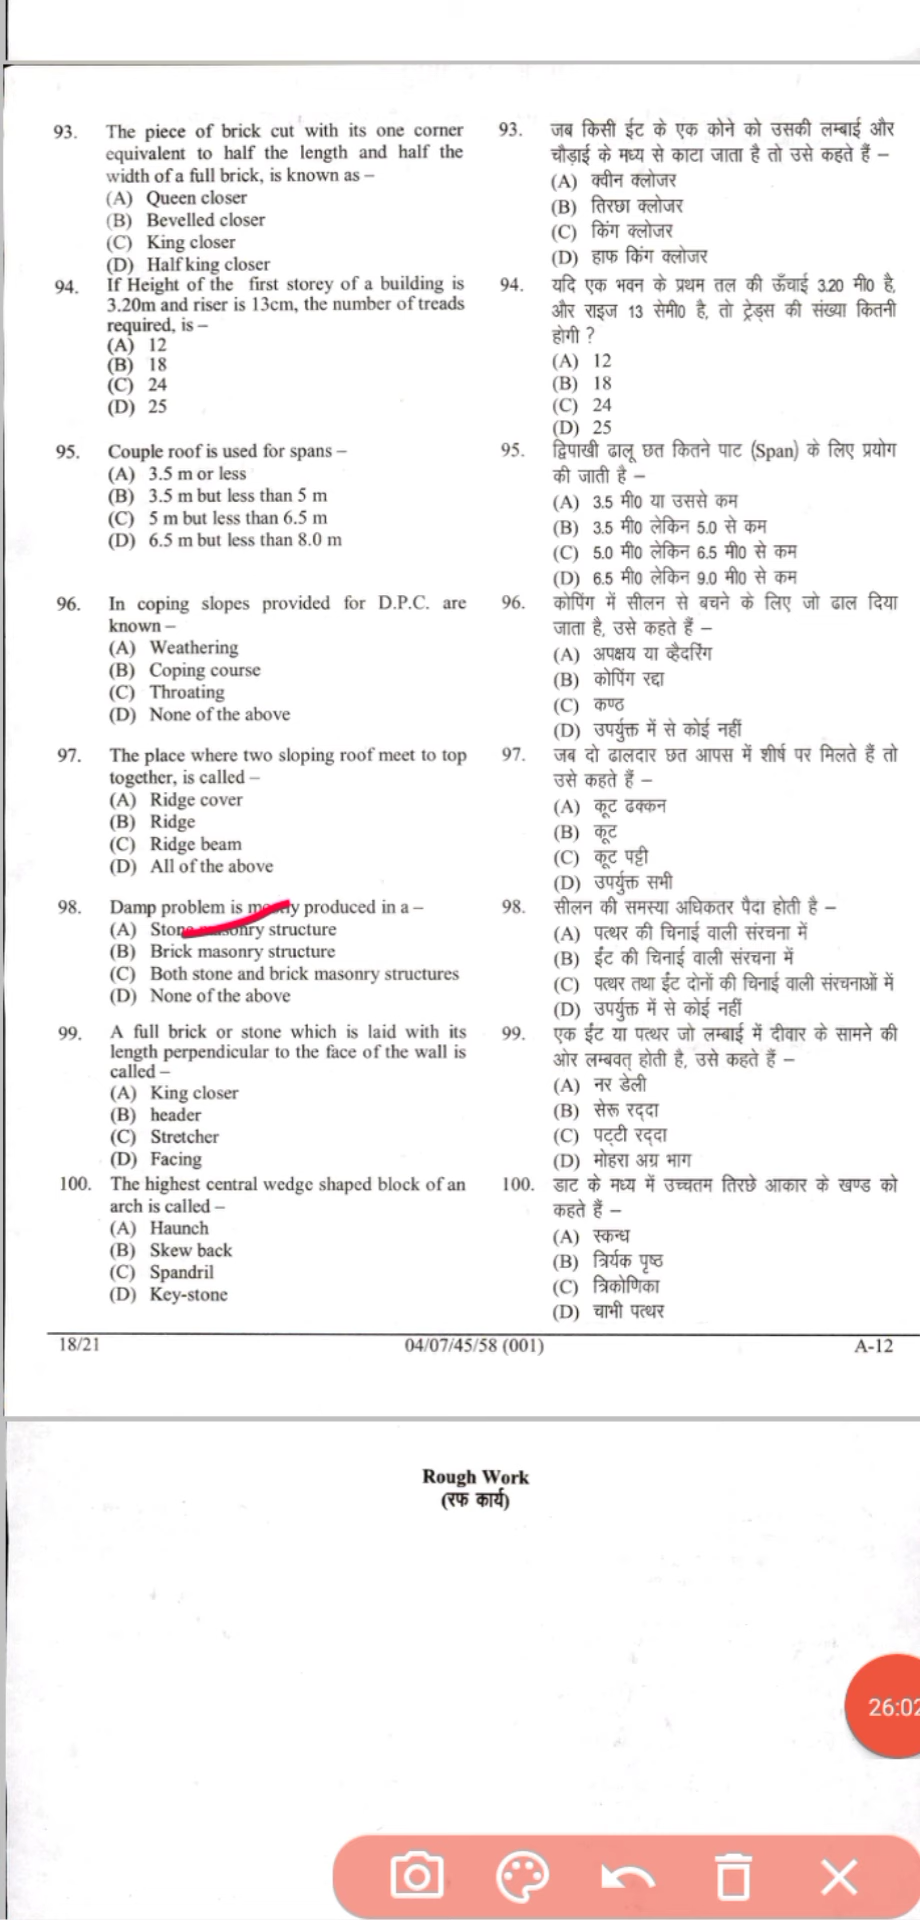 93. The piece of brick cut with its one corner
equivalent to half the length and half the
width of a full brick, is known as –
(A) Queen closer
(B) Bevelled closer
(C) King closer
(D) Half king closer
94. If Height of the first storey of a building is
3.20m and riser is 13cm, the number of treads
required, is –
(A) 12
(B) 18
(C) 24
(D) 25
95. Couple roof is used for spans –
(A) 3.5 m or less
(B) 3.5 m but less than 5 m
(C) 5 m but less than 6.5 m
(D) 6.5 m but less than 8.0 m
96. In coping slopes provided for D.P.C. are
known –
(A) Weathering
(B) Coping course
(C) Throating
(D) None of the above
97. The place where two sloping roof meet to top
together, is called –
(A) Ridge cover
(B) Ridge
(C) Ridge beam
(D) All of the above
98. Damp problem is mostly produced in a –
(A) Stone masonry structure
(B) Brick masonry structure
(C) Both stone and brick masonry structures
(D) None of the above
99. A full brick or stone which is laid with its
length perpendicular to the face of the wall is
called –
(A) King closer
(B) header
(C) Stretcher
(D) Facing
100. The highest central wedge shaped block of an
arch is called –
(A) Haunch
(B) Skew back
(C) Spandril
(D) Key-stone
93. जब किसी ईट के एक कोने को उसकी लम्बाई और
चौड़ाई के मध्य से काटा जाता है तो उसे कहते हैं –
(A) क्वीन क्लोजर
(B) तिरछा क्लोजर
(C) किंग क्लोजर
(D) हाफ किंग क्लोजर
94. यदि एक भवन के प्रथम तल की ऊँचाई 3.20 मी0 है,
और राइज 13 सेमी0 है, तो ट्रेड्स की संख्या कितनी
होगी ?
(A) 12
(B) 18
(C) 24
(D) 25
95. द्विपाखी ढालू छत कितने पाट (Span) के लिए प्रयोग
की जाती है –
(A) 3.5 मी0 या उससे कम
(B) 3.5 मी0 लेकिन 5.0 से कम
(C) 5.0 मी0 लेकिन 6.5 मी0 से कम
(D) 6.5 मी0 लेकिन 9.0 मी0 से कम
96. कोपिंग में सीलन से बचने के लिए जो ढाल दिया
जाता है, उसे कहते हैं –
(A) अपक्षय या व्हैदरिंग
(B) कोपिंग रद्दा
(C) कण्ठ
(D) उपर्युक्त में से कोई नहीं
97. जब दो ढालदार छत आपस में शीर्ष पर मिलते हैं तो
उसे कहते हैं –
(A) कूट ढक्कन
(B) कूट
(C) कूट पट्टी
(D) उपर्युक्त सभी
98. सीलन की समस्या अधिकतर पैदा होती है –
(A) पत्थर की चिनाई वाली संरचना में
(B) ईंट की चिनाई वाली संरचना में
(C) पत्थर तथा ईंट दोनों की चिनाई वाली संरचनाओं में
(D) उपर्युक्त में से कोई नहीं
99. एक ईंट या पत्थर जो लम्बाई में दीवार के सामने की
ओर लम्बवत् होती है, उसे कहते हैं –
(A) नर डेली
(B) सेरू रद्‌दा
(C) पट्‌टी रद्‌दा
(D) मोहरा अग्र भाग
100. डाट के मध्य में उच्चतम तिरछे आकार के खण्ड को
कहते हैं –
(A) स्कन्ध
(B) त्रिर्यक पृष्ठ
(C) त्रिकोणिका
(D) चाभी पत्थर
18/21 04/07/45/58 (001) A-12
Rough Work
(रफ कार्य)
26:02